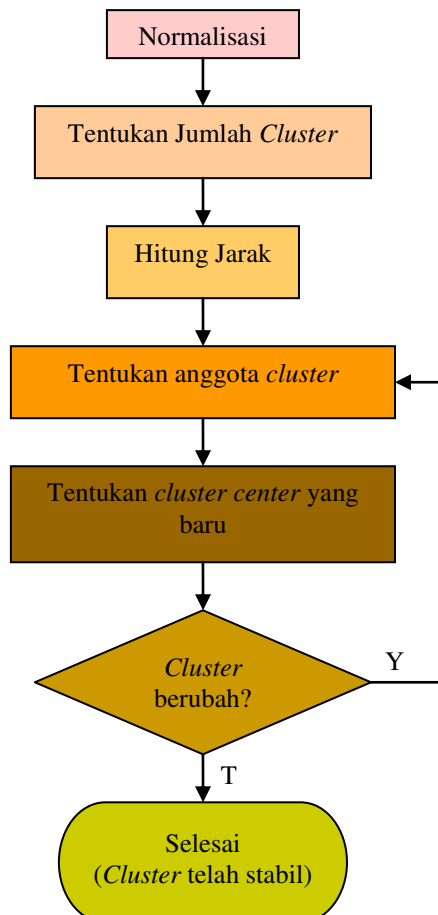 Normalisasi
Tentukan Jumlah Cluster
Hitung Jarak
Tentukan anggota cluster
Tentukan cluster center yang
baru
Cluster
berubah?
Y
T
Selesai
(Cluster telah stabil)